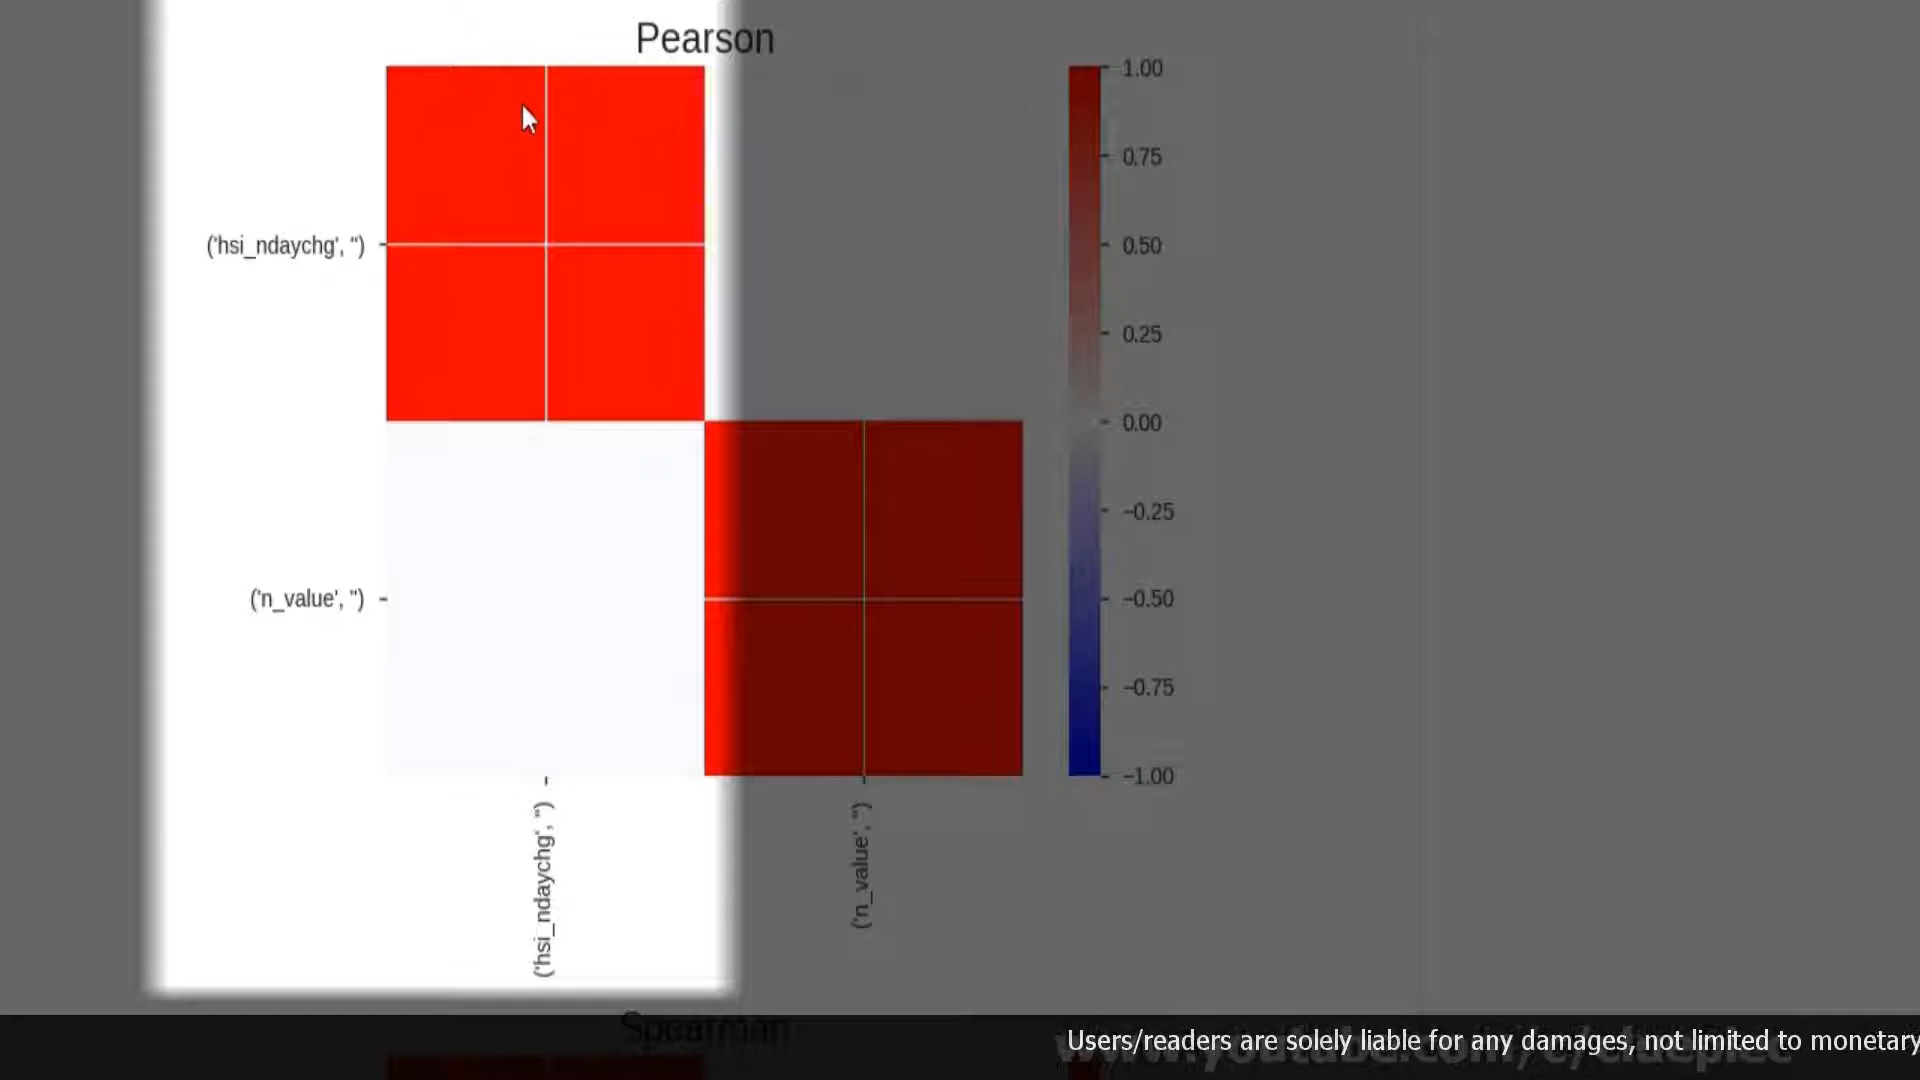 Pearson
1.00
0.75
('hsi_ndaychg', '')
0.50
0.25
0.00
−0.25
('n_value', '')
−0.50
−0.75
−1.00
('hsi_ndaychg', '')
('n_value', '')
Spearman
Users/readers are solely liable for any damages, not limited to monetary